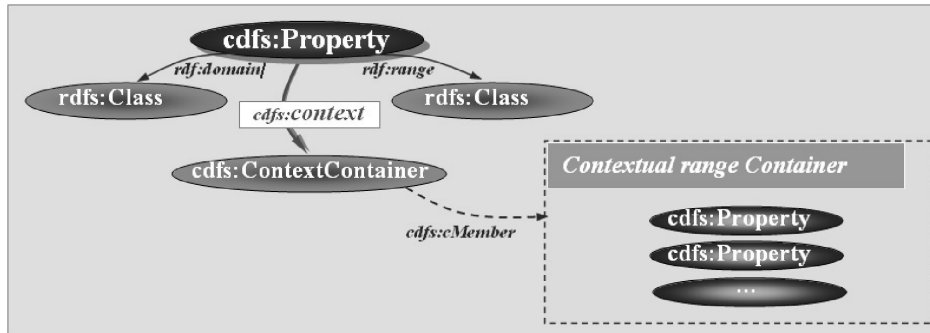 cdfs:Property
rdf:domain
rdf:range
rdfs:Class
rdfs:Class
cdfs:context
cdfs:ContextContainer
Contextual range Container
cdfs:Property
cdfs:cMember
cdfs:Property
...